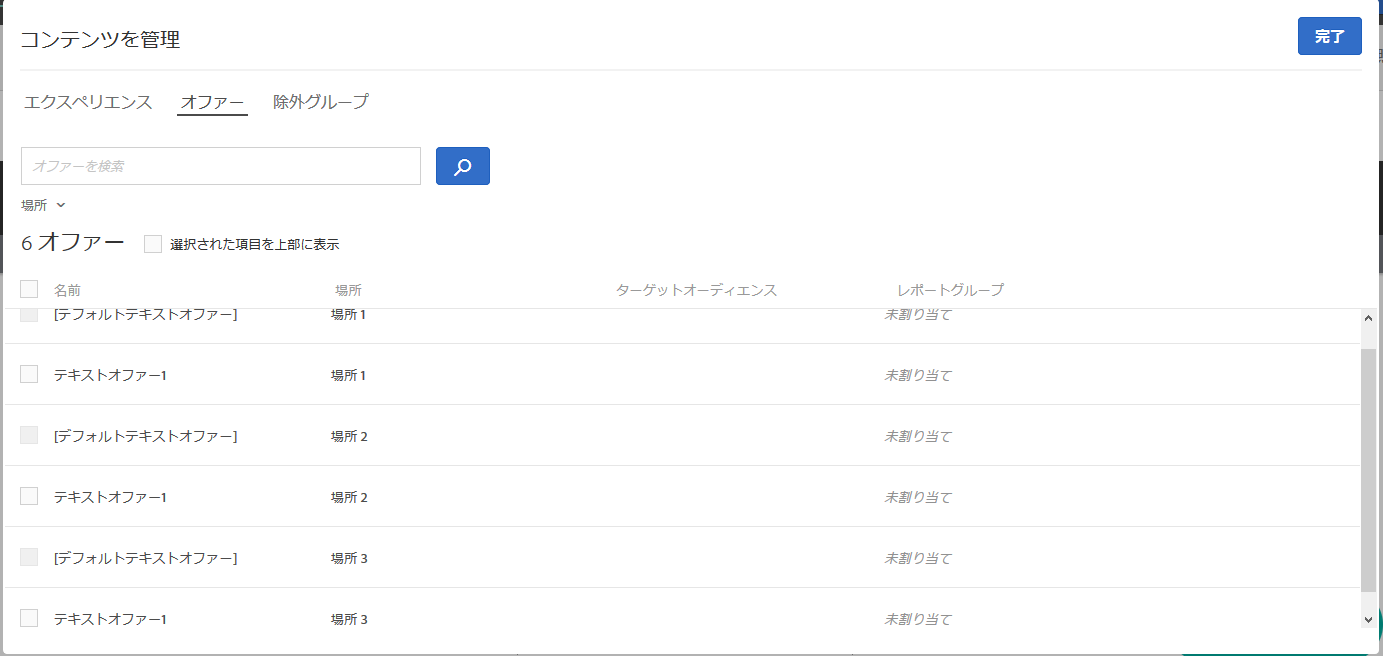 コンテンツを管理 完了
エクスペリエンス オファー 除外グループ
オファーを検索
場所
6 オファー 選択された項目を上部に表示
名前 場所 ターゲットオーディエンス レポートグループ
[デフォルトテキストオファー] 場所 1 未割り当て
テキストオファー1 場所 1 未割り当て
[デフォルトテキストオファー] 場所 2 未割り当て
テキストオファー1 場所 2 未割り当て
[デフォルトテキストオファー] 場所 3 未割り当て
テキストオファー1 場所 3 未割り当て